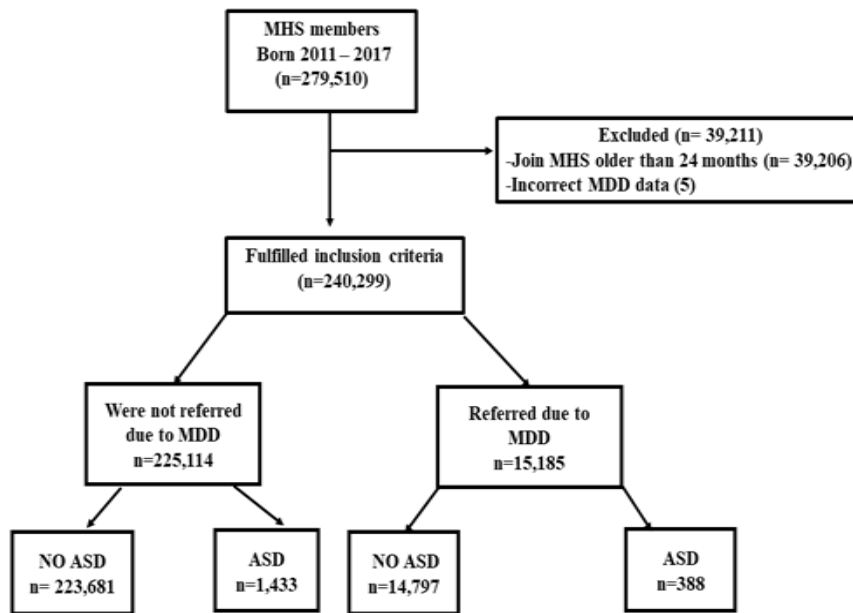 MHS members
Born 2011 – 2017
(n=279,510)
Excluded (n= 39,211)
-Join MHS older than 24 months (n= 39,206)
-Incorrect MDD data (5)
Fulfilled inclusion criteria
(n=240,299)
Were not referred
due to MDD
n=225,114
Referred due to
MDD
n=15,185
NO ASD
n= 223,681
ASD
n=1,433
NO ASD
n=14,797
ASD
n=388